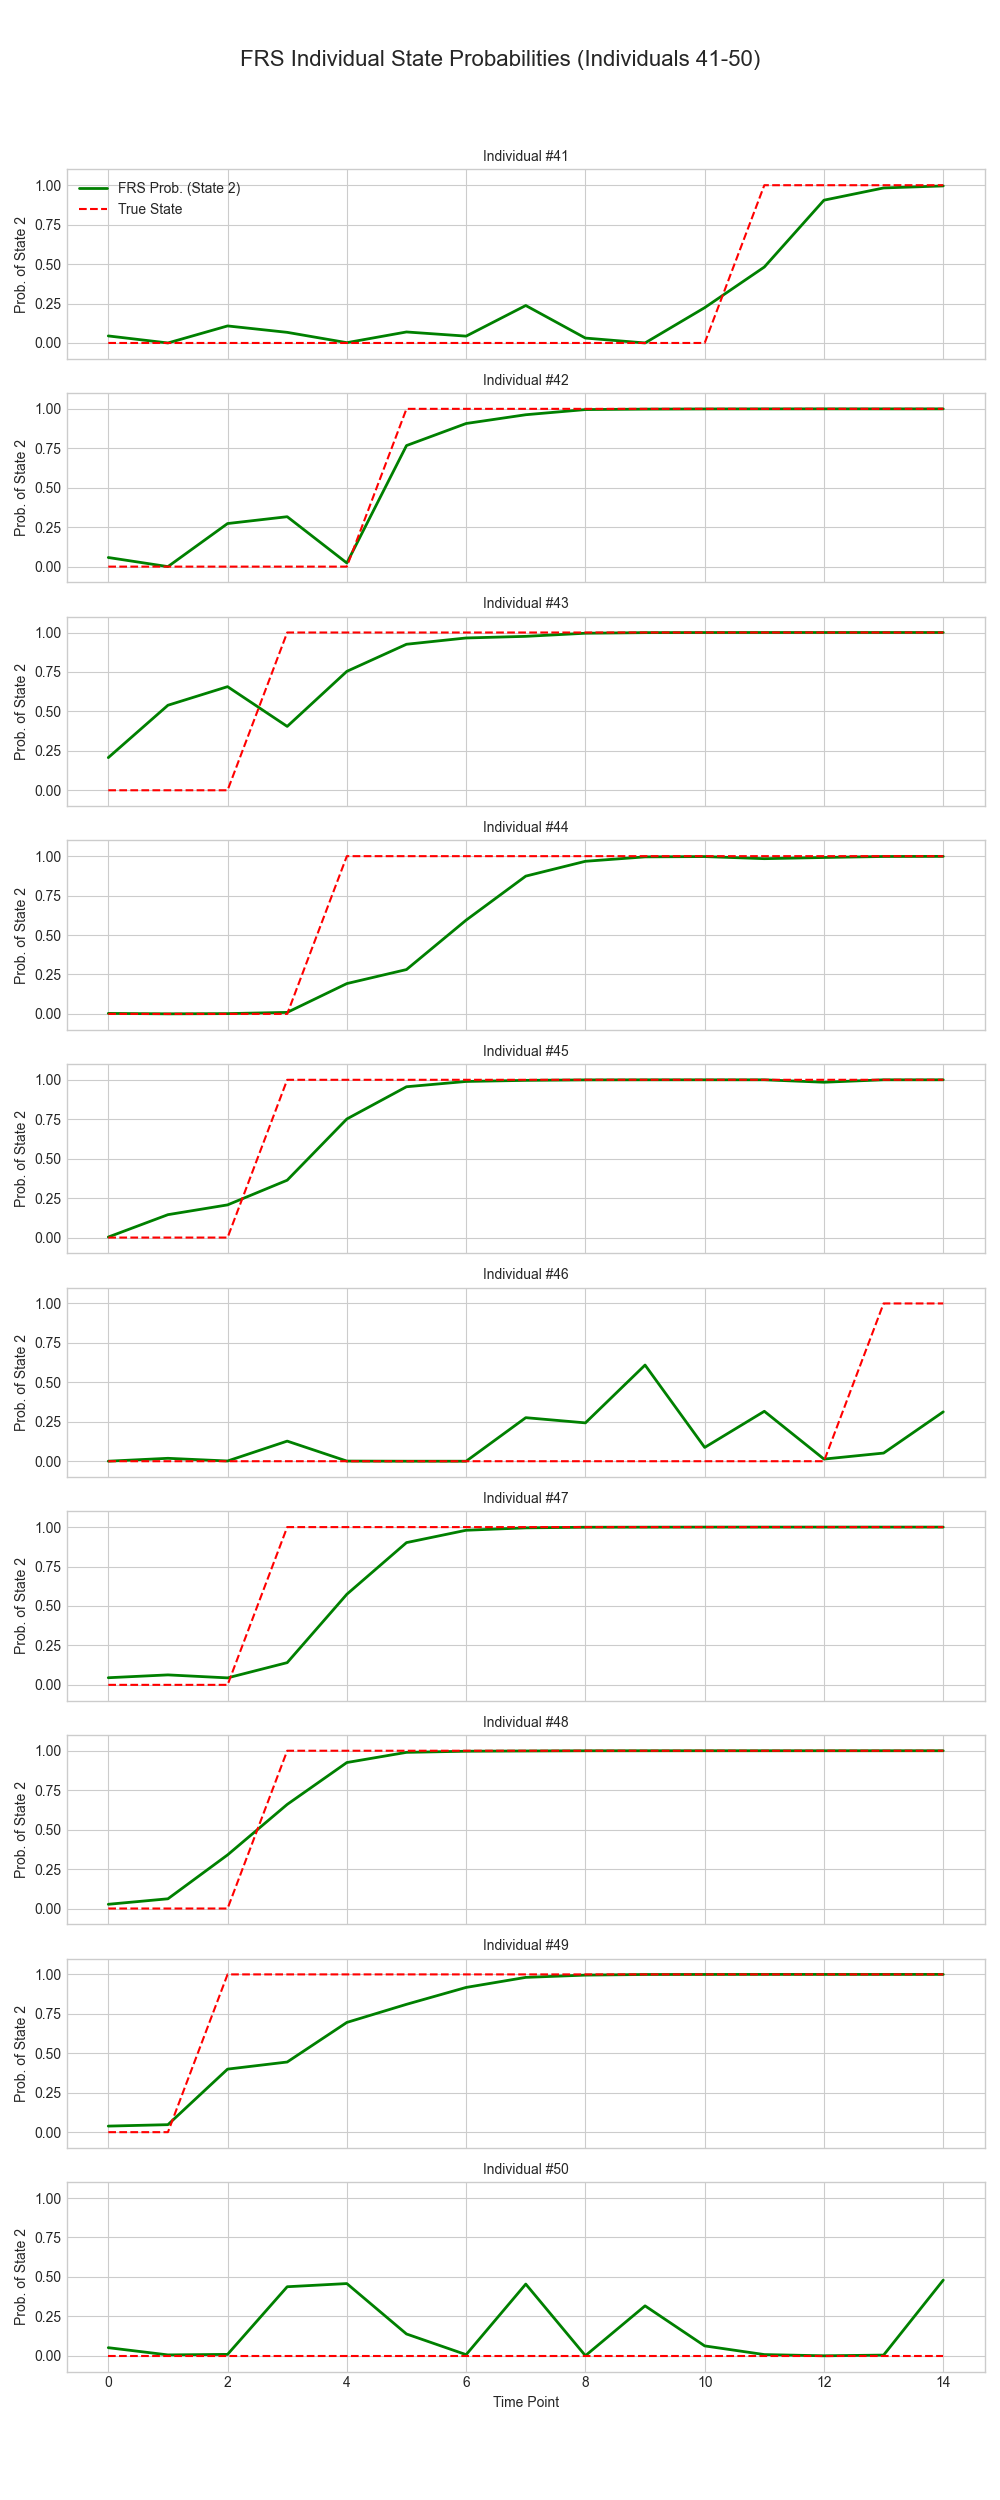 FRS Individual State Probabilities (Individuals 41-50)
Individual #41
FRS Prob. (State 2)
True State
Prob. of State 2
1.00
0.75
0.50
0.25
0.00
Individual #42
Prob. of State 2
1.00
0.75
0.50
0.25
0.00
Individual #43
Prob. of State 2
1.00
0.75
0.50
0.25
0.00
Individual #44
Prob. of State 2
1.00
0.75
0.50
0.25
0.00
Individual #45
Prob. of State 2
1.00
0.75
0.50
0.25
0.00
Individual #46
Prob. of State 2
1.00
0.75
0.50
0.25
0.00
Individual #47
Prob. of State 2
1.00
0.75
0.50
0.25
0.00
Individual #48
Prob. of State 2
1.00
0.75
0.50
0.25
0.00
Individual #49
Prob. of State 2
1.00
0.75
0.50
0.25
0.00
Individual #50
Prob. of State 2
1.00
0.75
0.50
0.25
0.00
0 2 4 6 8 10 12 14
Time Point